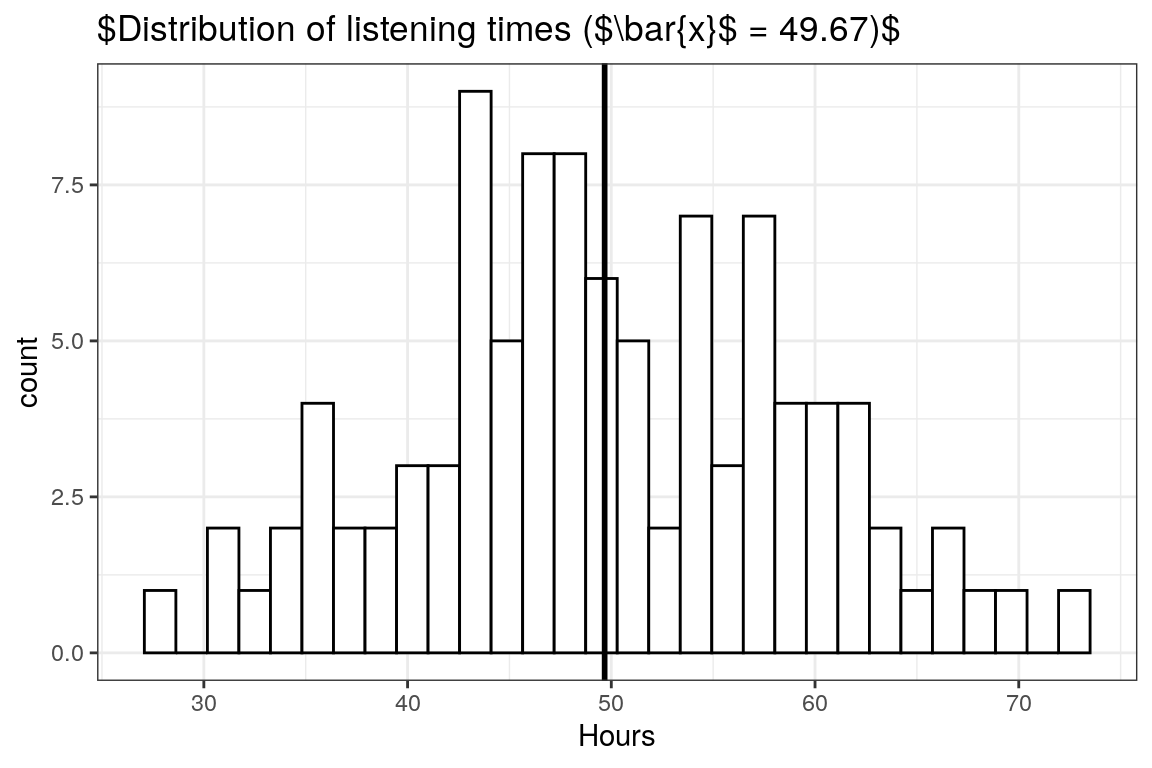 $Distribution of listening times ($\bar{x}$ = 49.67)$
7.5
5.0
2.5
0.0
count
30 40 50 60 70
Hours